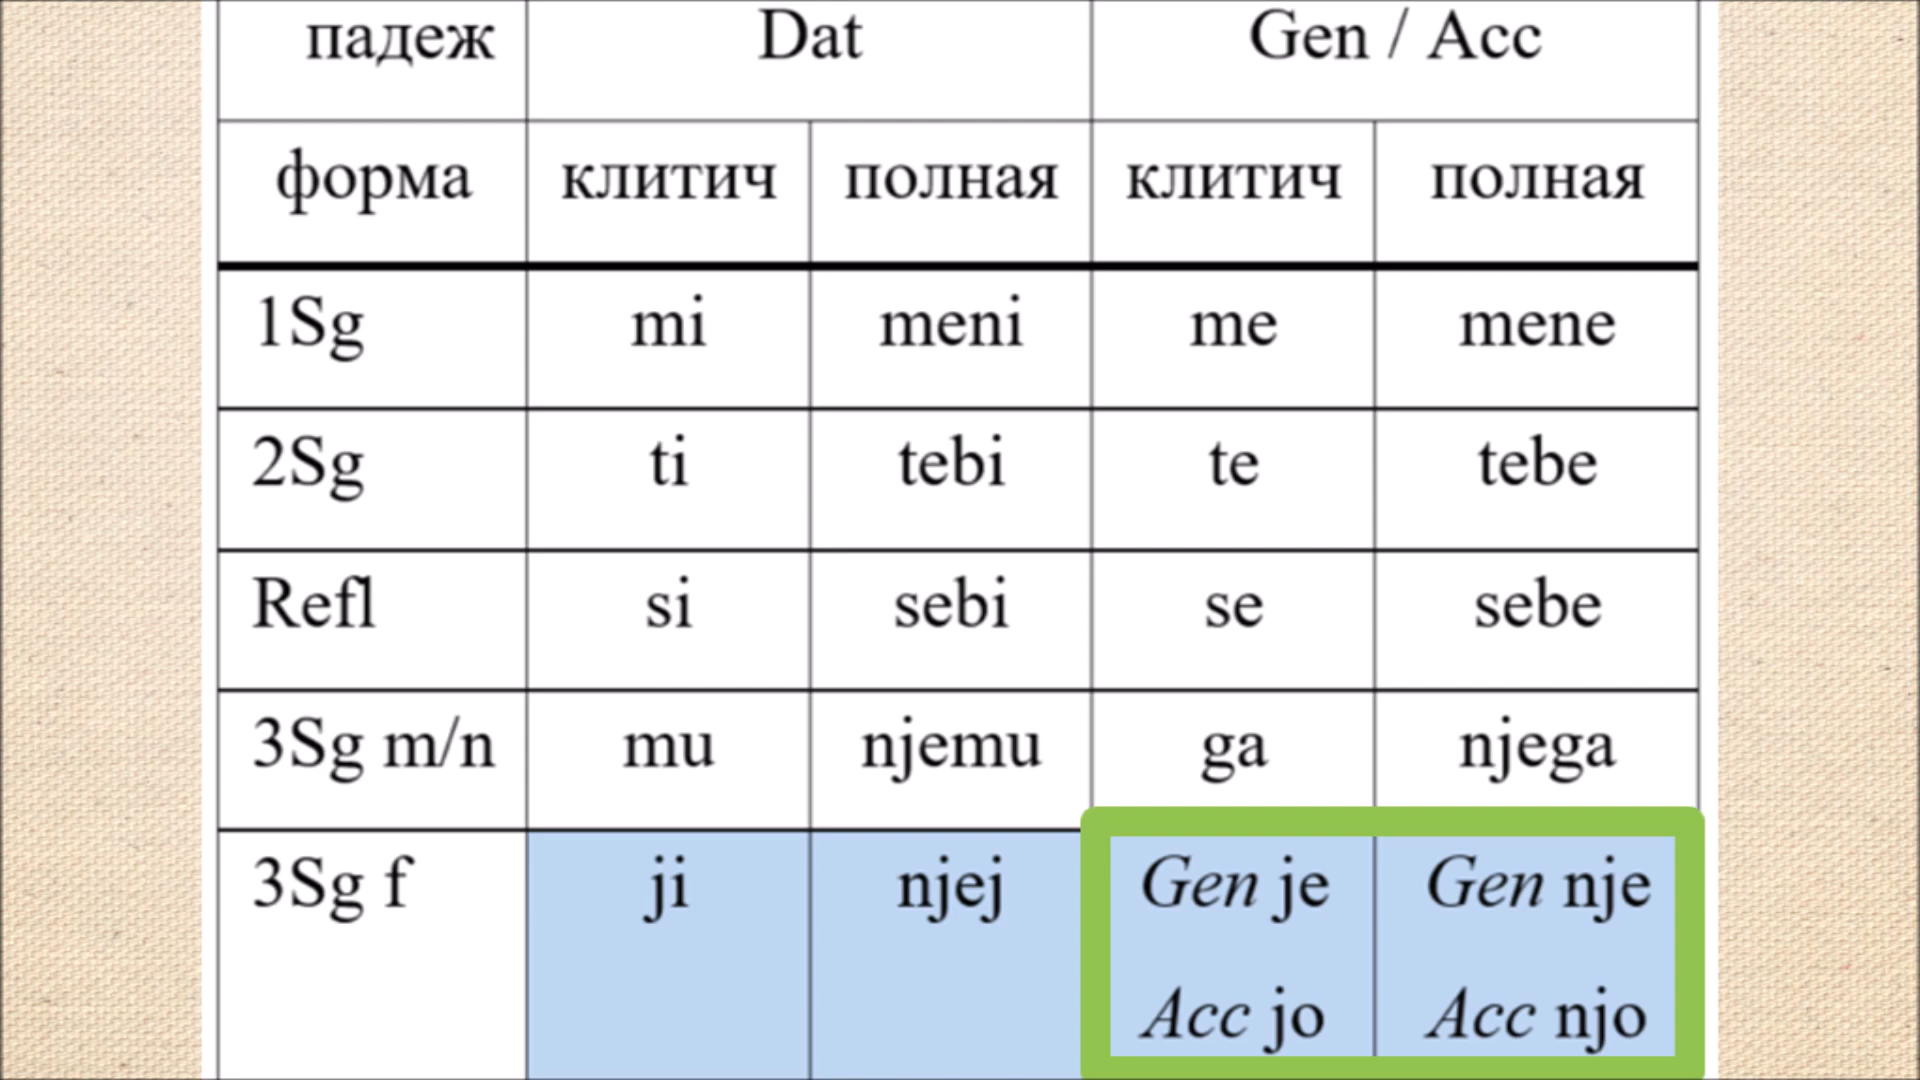 падеж Dat Gen / Acc
форма клитич полная клитич полная
1Sg mi meni me mene
2Sg ti tebi te tebe
Refl si sebi se sebe
3Sg m/n mu njemu ga njega
3Sg f ji njej Gen je Gen nje
Acc jo Acc njo